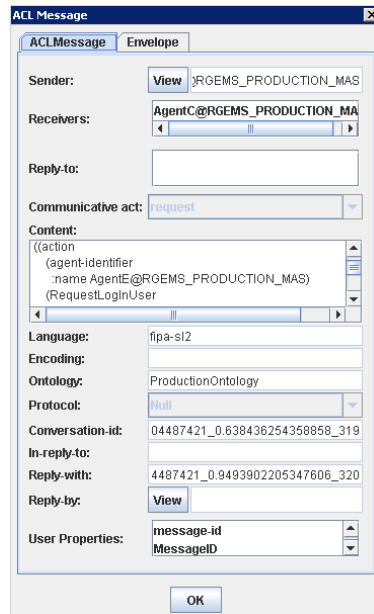 ACL Message
ACLMessage Envelope
Sender: View RGEMS_PRODUCTION_MAS
Receivers: AgentC@RGEMS_PRODUCTION_MA
Reply-to:
Communicative act: request
Content:
((action
(agent-identifier
:name AgentE@RGEMS_PRODUCTION_MAS)
(RequestLogInUser
Language: fipa-sl2
Encoding:
Ontology: ProductionOntology
Protocol: Null
Conversation-id: 04487421_0.638436254358858_319
In-reply-to:
Reply-with: 4487421_0.9493902205347606_320
Reply-by: View
User Properties: message-id
MessageID
OK